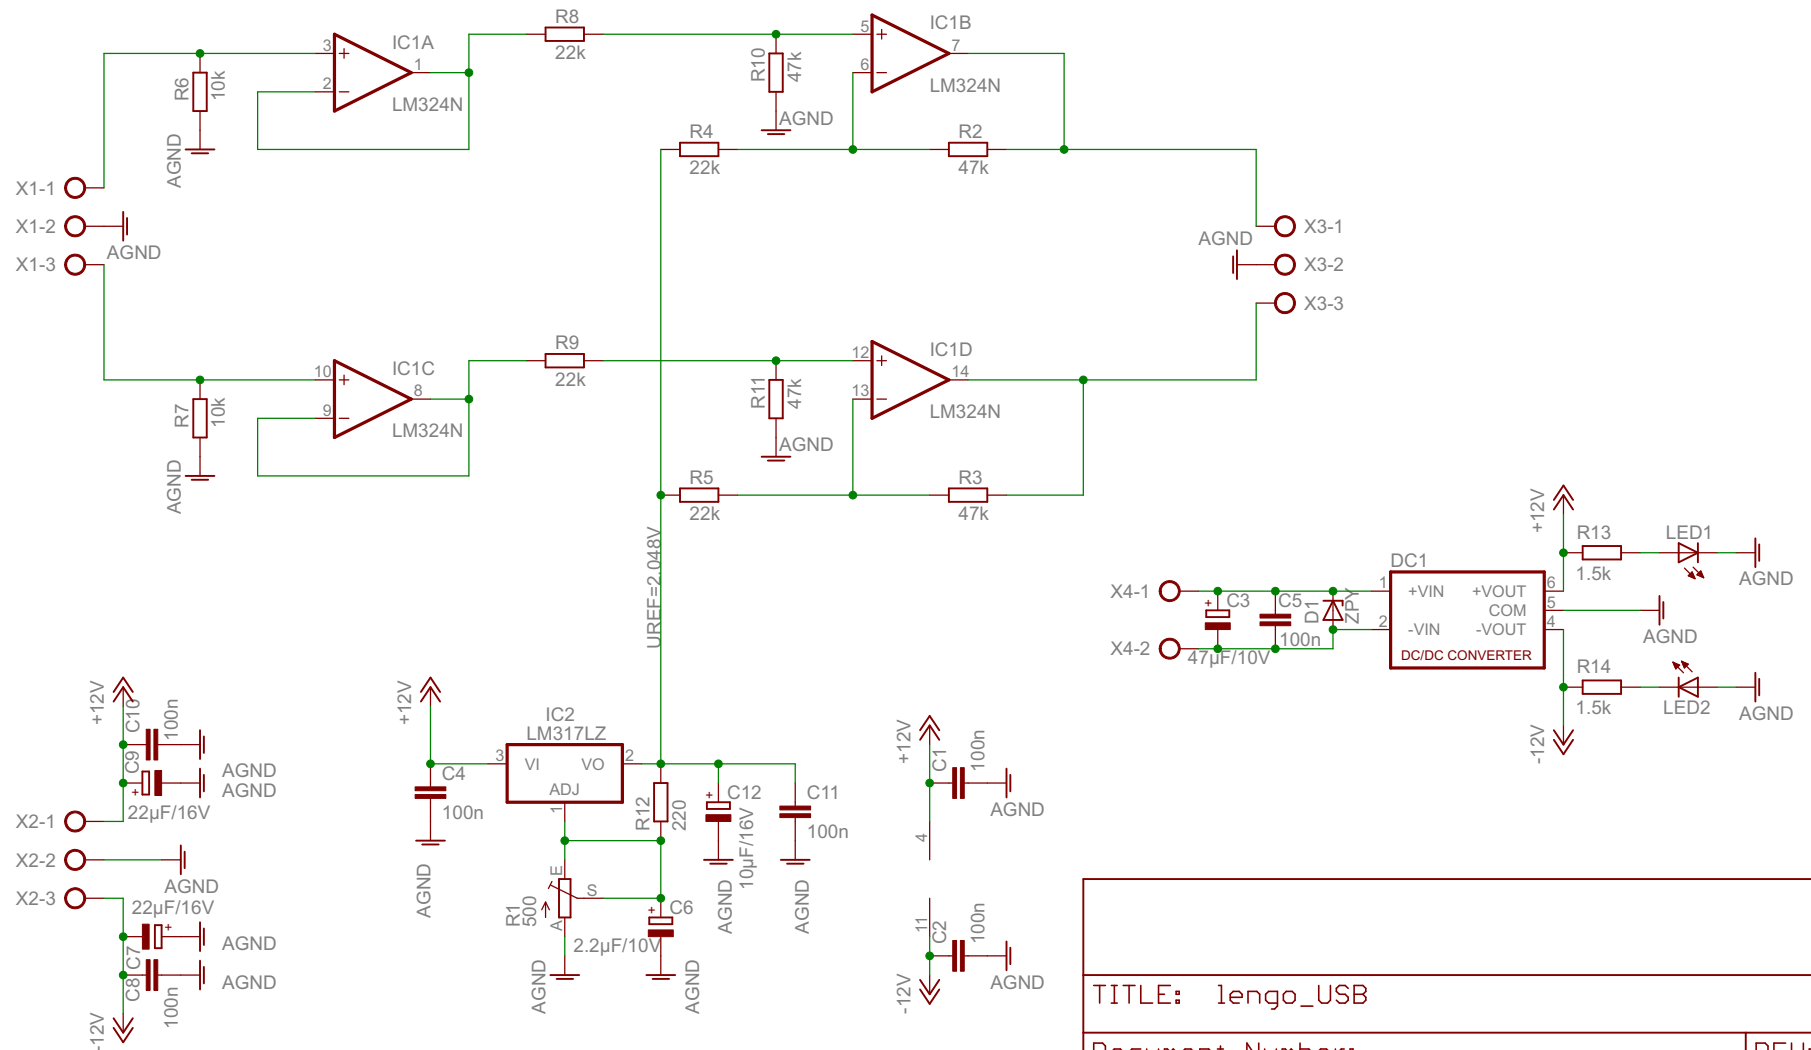 R8
22k
IC1A
3
2
1
LM324N
R6
10k
AGND
R10
47k
AGND
IC1B
5
6
7
LM324N
R4
22k
R2
47k
X1-1
X1-2
AGND
X1-3
X3-1
AGND
X3-2
X3-3
R9
22k
IC1C
10
9
8
LM324N
R7
10k
AGND
R11
47k
AGND
IC1D
12
13
14
LM324N
R5
22k
R3
47k
UREF=2.048V
+12V
R13
1.5k
LED1
AGND
DC1
X4-1
X4-2
C3
47µF/10V
C5
100n
D1
ZPY
1
2
+VIN
-VIN
+VOUT
COM
-VOUT
DC/DC CONVERTER
6
5
4
AGND
R14
1.5k
LED2
AGND
-12V
+12V
C10
100n
AGND
C9
22µF/16V
AGND
X2-1
X2-2
AGND
X2-3
22µF/16V
C7
AGND
C8
100n
AGND
-12V
+12V
IC2
LM317LZ
3
VI
VO
2
ADJ
1
C4
100n
AGND
R12
220
C12
10µF/16V
AGND
C11
100n
AGND
R1
500
E
S
A
AGND
C6
2.2µF/10V
AGND
+12V
C1
100n
AGND
4
11
C2
100n
AGND
-12V
TITLE: lengo_USB